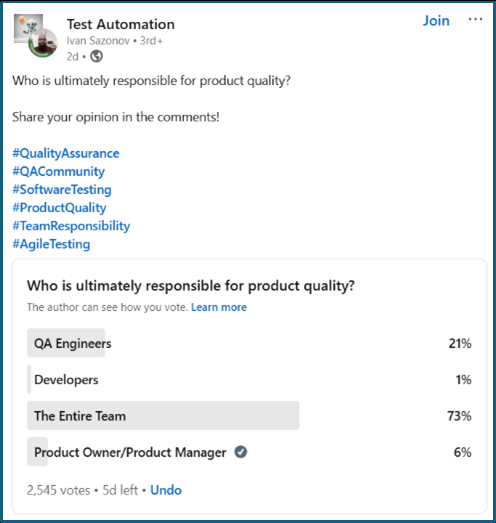 Test Automation
Join ...
Ivan Sazonov • 3rd+
2d •
Who is ultimately responsible for product quality?
Share your opinion in the comments!
#QualityAssurance
#QACommunity
#SoftwareTesting
#ProductQuality
#TeamResponsibility
#AgileTesting
Who is ultimately responsible for product quality?
The author can see how you vote. Learn more
QA Engineers 21%
Developers 1%
The Entire Team 73%
Product Owner/Product Manager 6%
2,545 votes • 5d left • Undo